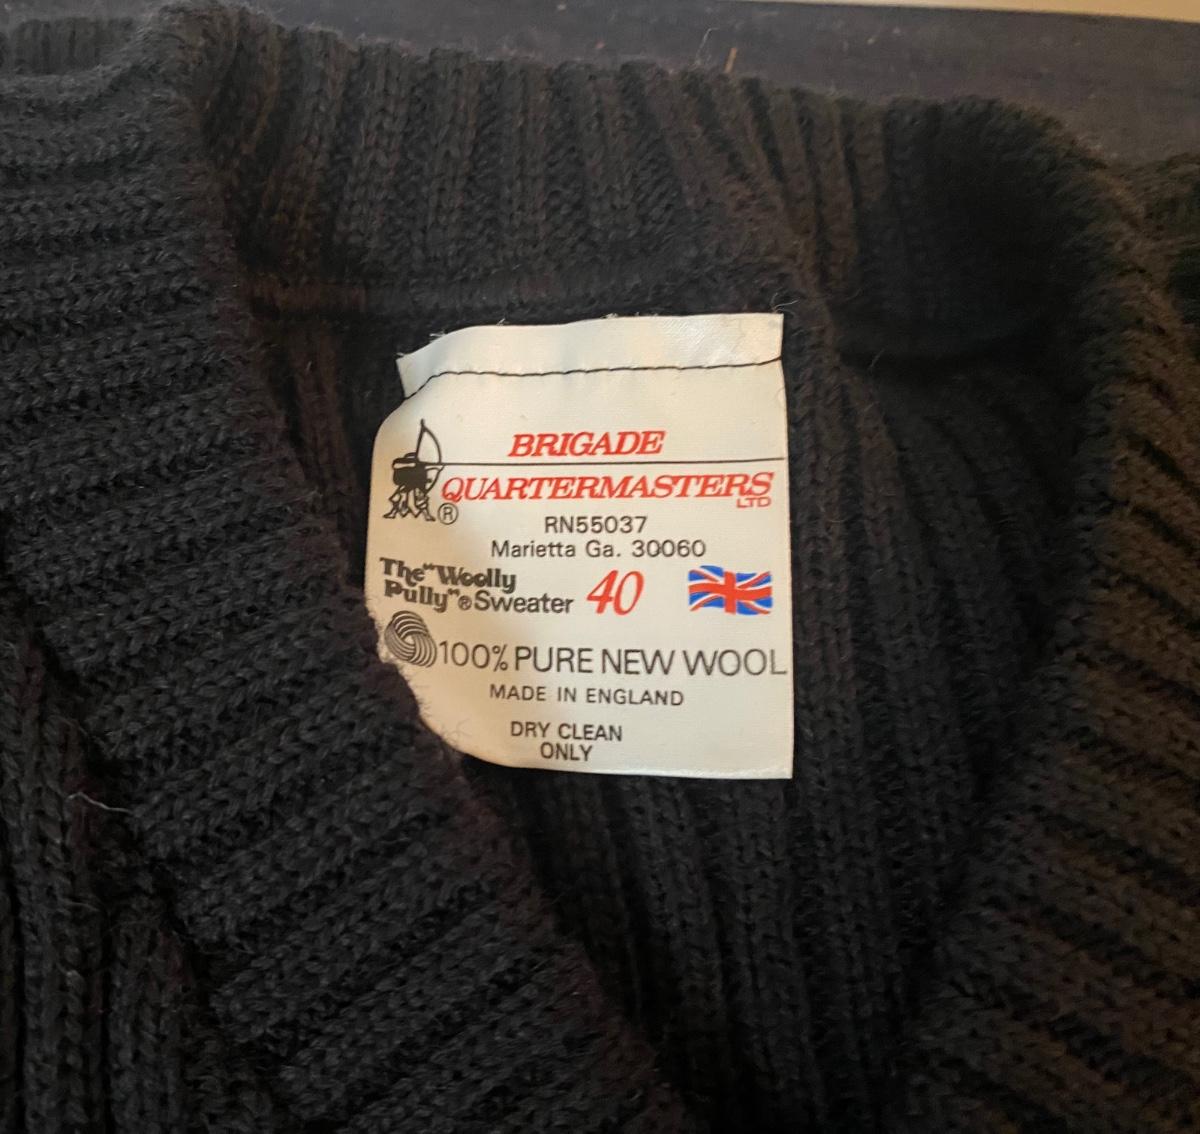 BRIGADE
QUARTERMASTERS
LTD
®
RN55037
Marietta Ga. 30060
The "Woolly
Pully"® Sweater 40
100% PURE NEW WOOL
MADE IN ENGLAND
DRY CLEAN
ONLY